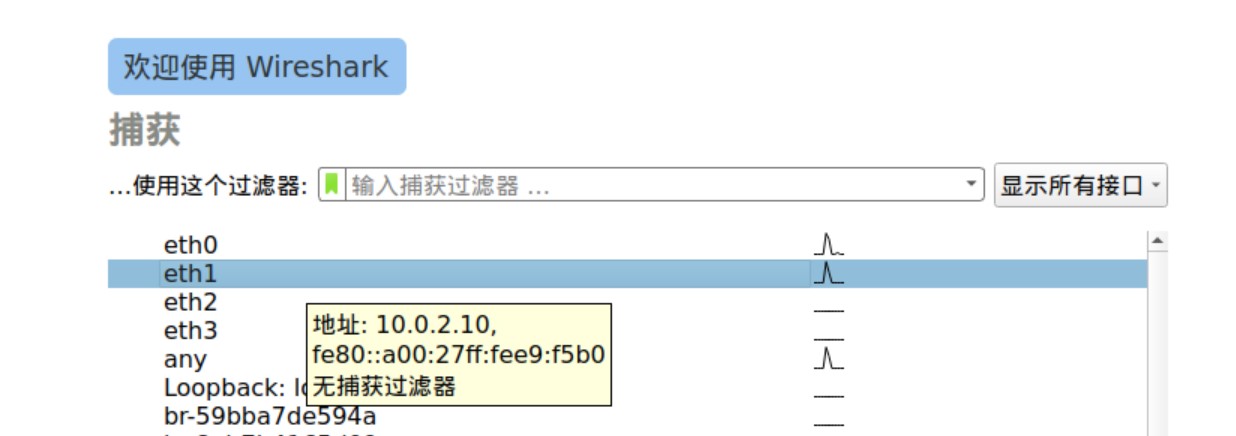 欢迎使用 Wireshark
捕获
…使用这个过滤器: 输入捕获过滤器 … 显示所有接口
eth0
eth1
eth2
eth3
any
Loopback:
地址: 10.0.2.10,
fe80::a00:27ff:fee9:f5b0
无捕获过滤器
br-59bba7de594a